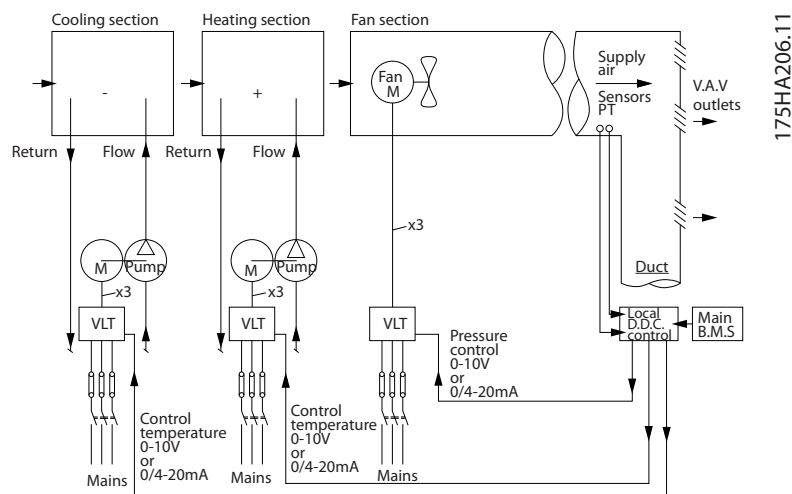 Cooling section
Heating section
Fan section
175HA206.11
-
+
Fan
M
Supply
air
Sensors
PT
V.A.V
outlets
Return
Flow
Return
Flow
x3
M
Pump
M
Pump
x3
x3
Duct
VLT
VLT
VLT
Pressure
control
0-10V
or
0/4-20mA
Local
D.D.C.
control
Main
B.M.S
Control
temperature
0-10V
or
0/4-20mA
Control
temperature
0-10V
or
0/4-20mA
Mains
Mains
Mains